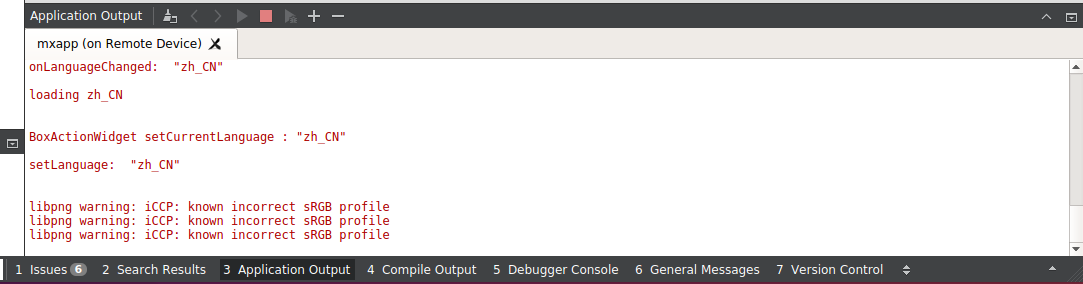 Application Output
mxapp (on Remote Device)
onLanguageChanged:  "zh_CN"
loading zh_CN
BoxActionWidget setCurrentLanguage : "zh_CN"
setLanguage:  "zh_CN"
libpng warning: iCCP: known incorrect sRGB profile
libpng warning: iCCP: known incorrect sRGB profile
libpng warning: iCCP: known incorrect sRGB profile
1 Issues 6 2 Search Results 3 Application Output 4 Compile Output 5 Debugger Console 6 General Messages 7 Version Control